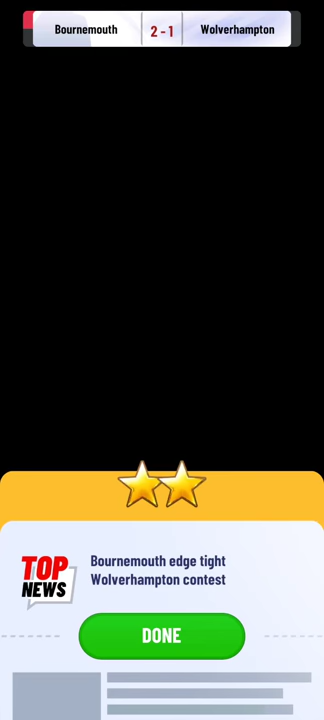 Bournemouth 2 - 1 Wolverhampton
TOP
NEWS
Bournemouth edge tight
Wolverhampton contest
DONE